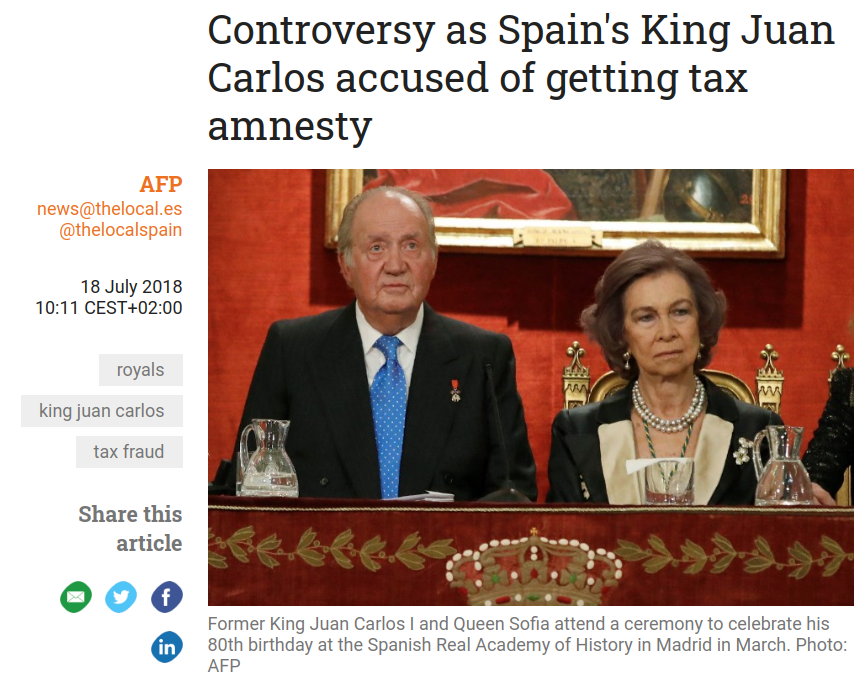 Controversy as Spain's King Juan
Carlos accused of getting tax
amnesty
AFP
news@thelocal.es
@thelocalspain
18 July 2018
10:11 CEST+02:00
royals
king juan carlos
tax fraud
Share this
article
f
in
Former King Juan Carlos I and Queen Sofia attend a ceremony to celebrate his
80th birthday at the Spanish Real Academy of History in Madrid in March. Photo:
AFP